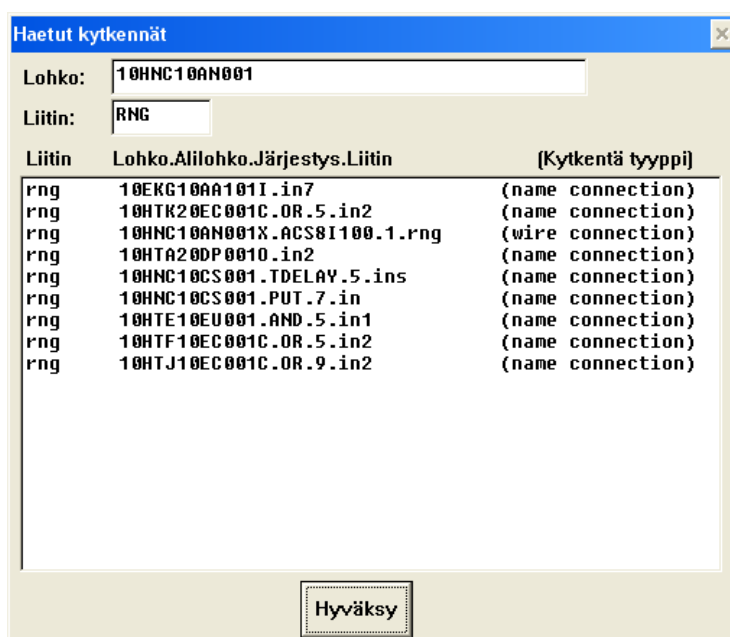 Haetut kytkennät
Lohko: 10HNC10AN001
Liitin: RNG
Liitin Lohko.Alilohko.Järjestys.Liitin (Kytkentä tyyppi)
rng 10EKG10AA101I.in7 (name connection)
rng 10HTK20EC001C.OR.5.in2 (name connection)
rng 10HNC10AN001X.ACS8I100.1.rng (wire connection)
rng 10HTA20DP001O.in2 (name connection)
rng 10HNC10CS001.TDELAY.5.ins (name connection)
rng 10HNC10CS001.PUT.7.in (name connection)
rng 10HTE10EU001.AND.5.in1 (name connection)
rng 10HTF10EC001C.OR.5.in2 (name connection)
rng 10HTJ10EC001C.OR.9.in2 (name connection)
Hyväksy